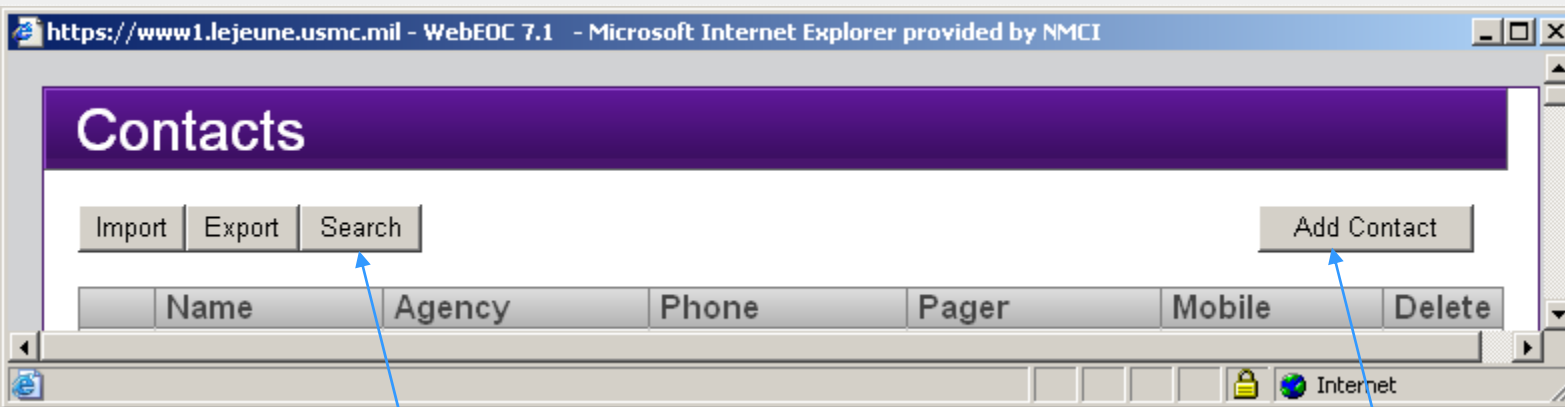 https://www1.lejeune.usmc.mil - WebEOC 7.1 - Microsoft Internet Explorer provided by NMCI
Contacts
Import Export Search Add Contact
Name Agency Phone Pager Mobile Delete
Internet